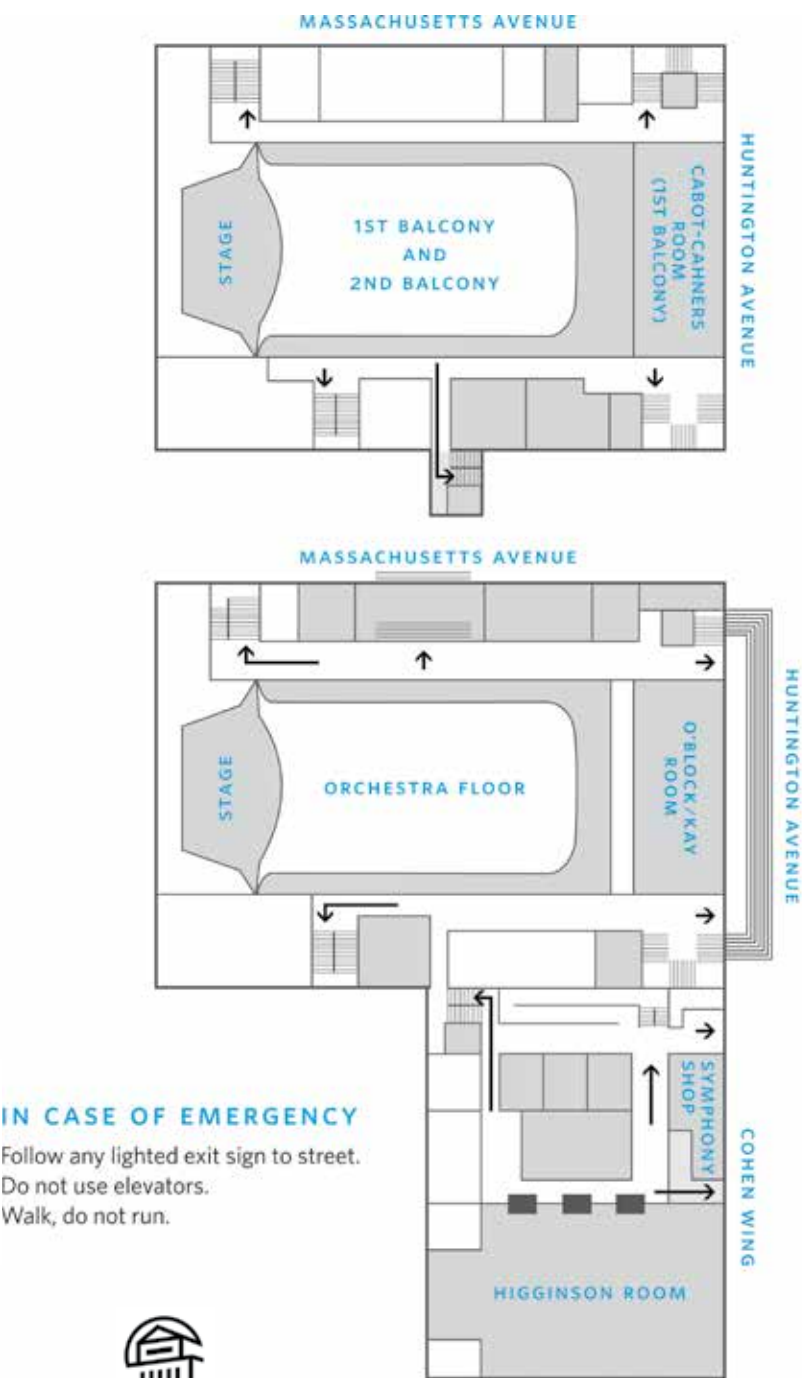 MASSACHUSETTS AVENUE
HUNTINGTON AVENUE
STAGE
1ST BALCONY
AND
2ND BALCONY
CABOT-CAHNERS
ROOM
(1ST BALCONY)
MASSACHUSETTS AVENUE
HUNTINGTON AVENUE
STAGE
ORCHESTRA FLOOR
O'BLOCK/KAY
ROOM
SYMPHONY
SHOP
COHEN WING
HIGGINSON ROOM
IN CASE OF EMERGENCY
Follow any lighted exit sign to street.
Do not use elevators.
Walk, do not run.